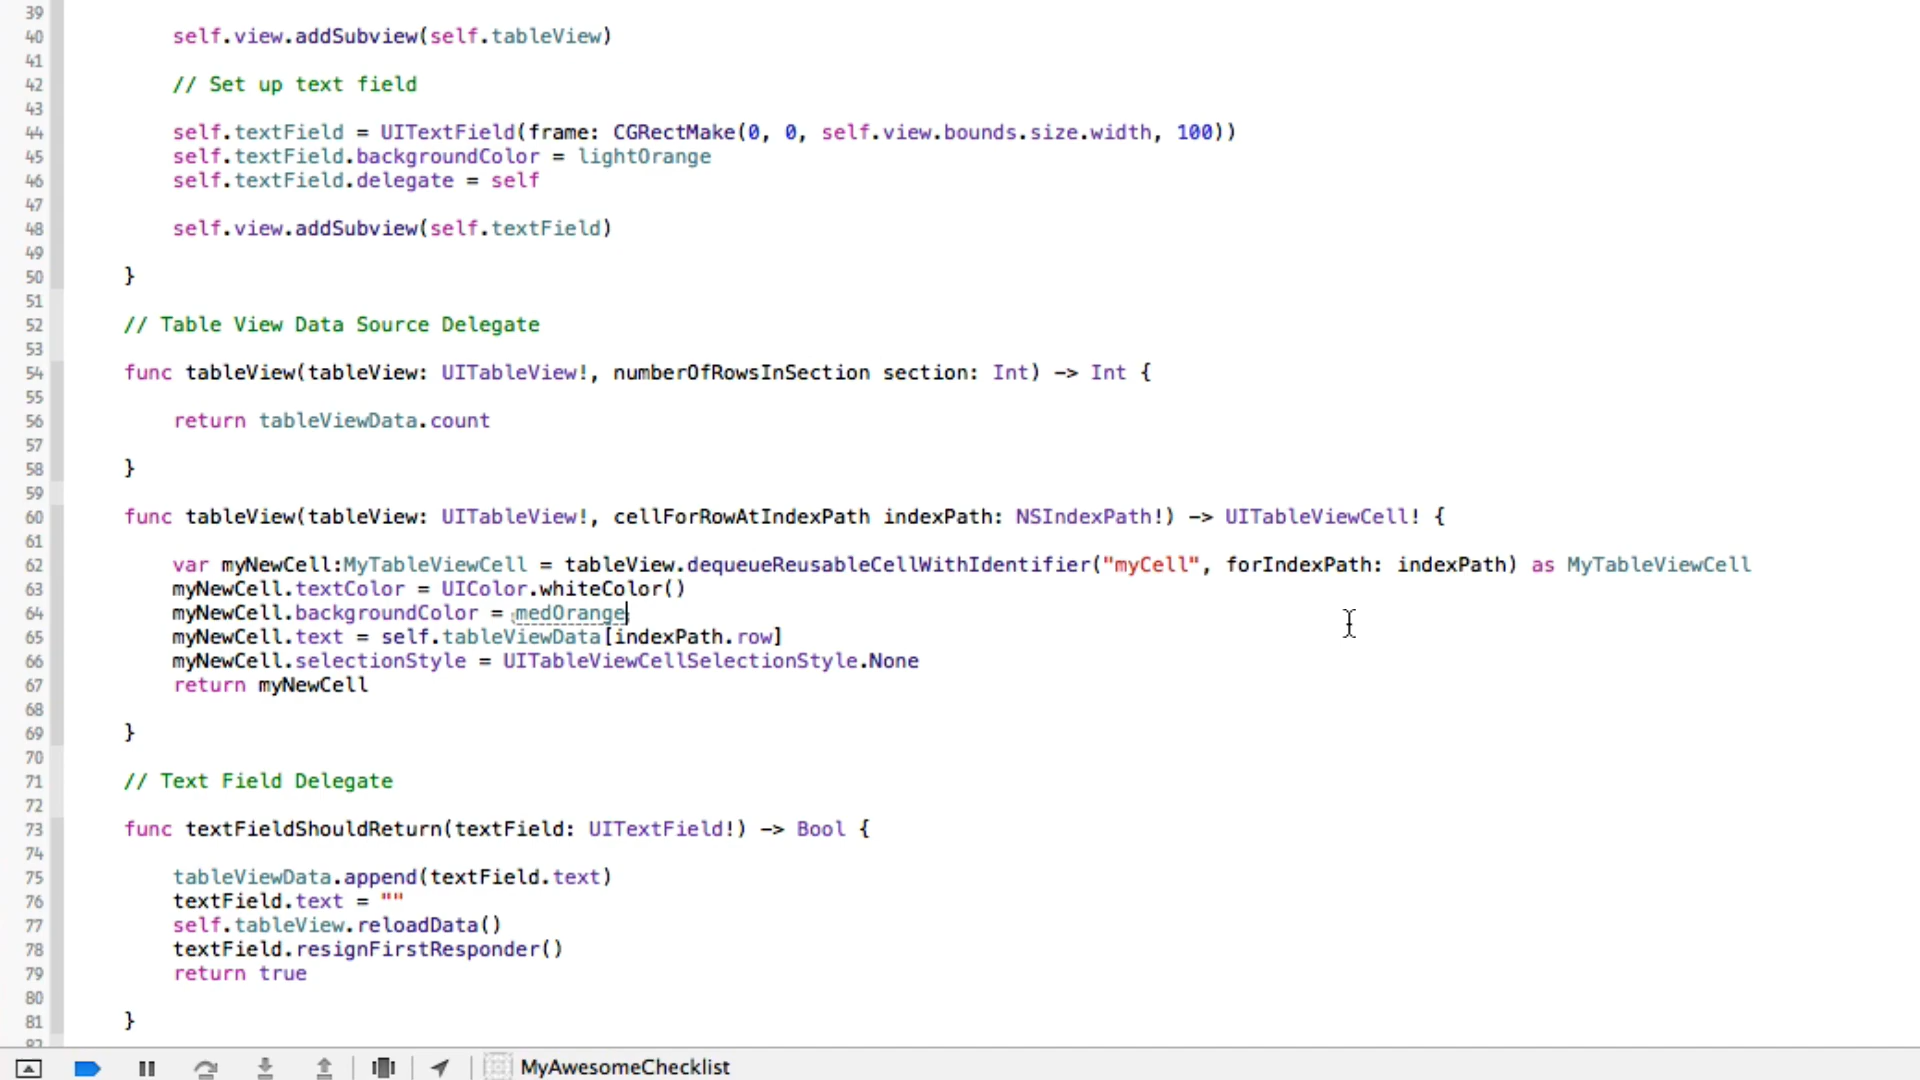 39
40 self.view.addSubview(self.tableView)
41
42 // Set up text field
43
44 self.textField = UITextField(frame: CGRectMake(0, 0, self.view.bounds.size.width, 100))
45 self.textField.backgroundColor = lightOrange
46 self.textField.delegate = self
47
48 self.view.addSubview(self.textField)
49
50 }
51
52 // Table View Data Source Delegate
53
54 func tableView(tableView: UITableView!, numberOfRowsInSection section: Int) -> Int {
55
56 return tableViewData.count
57
58 }
59
60 func tableView(tableView: UITableView!, cellForRowAtIndexPath indexPath: NSIndexPath!) -> UITableViewCell! {
61
62 var myNewCell:MyTableViewCell = tableView.dequeueReusableCellWithIdentifier("myCell", forIndexPath: indexPath) as MyTableViewCell
63 myNewCell.textColor = UIColor.whiteColor()
64 myNewCell.backgroundColor = medOrange
65 myNewCell.text = self.tableViewData[indexPath.row]
66 myNewCell.selectionStyle = UITableViewCellSelectionStyle.None
67 return myNewCell
68
69 }
70
71 // Text Field Delegate
72
73 func textFieldShouldReturn(textField: UITextField!) -> Bool {
74
75 tableViewData.append(textField.text)
76 textField.text = ""
77 self.tableView.reloadData()
78 textField.resignFirstResponder()
79 return true
80
81 }
82
MyAwesomeChecklist